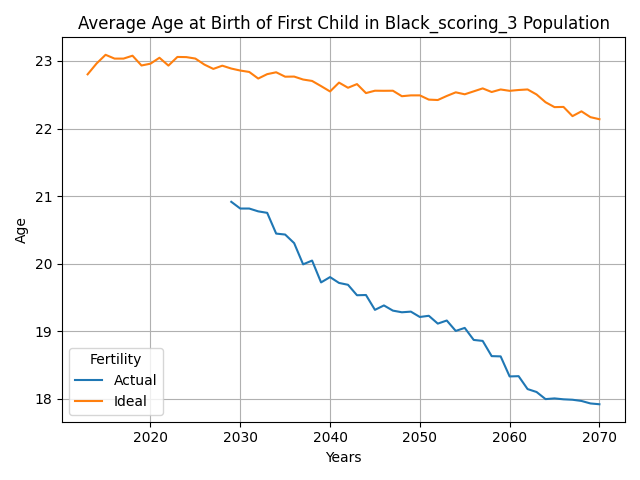 Average Age at Birth of First Child in Black_scoring_3 Population
Age
23
22
21
20
19
18
Fertility
Actual
Ideal
2020 2030 2040 2050 2060 2070
Years